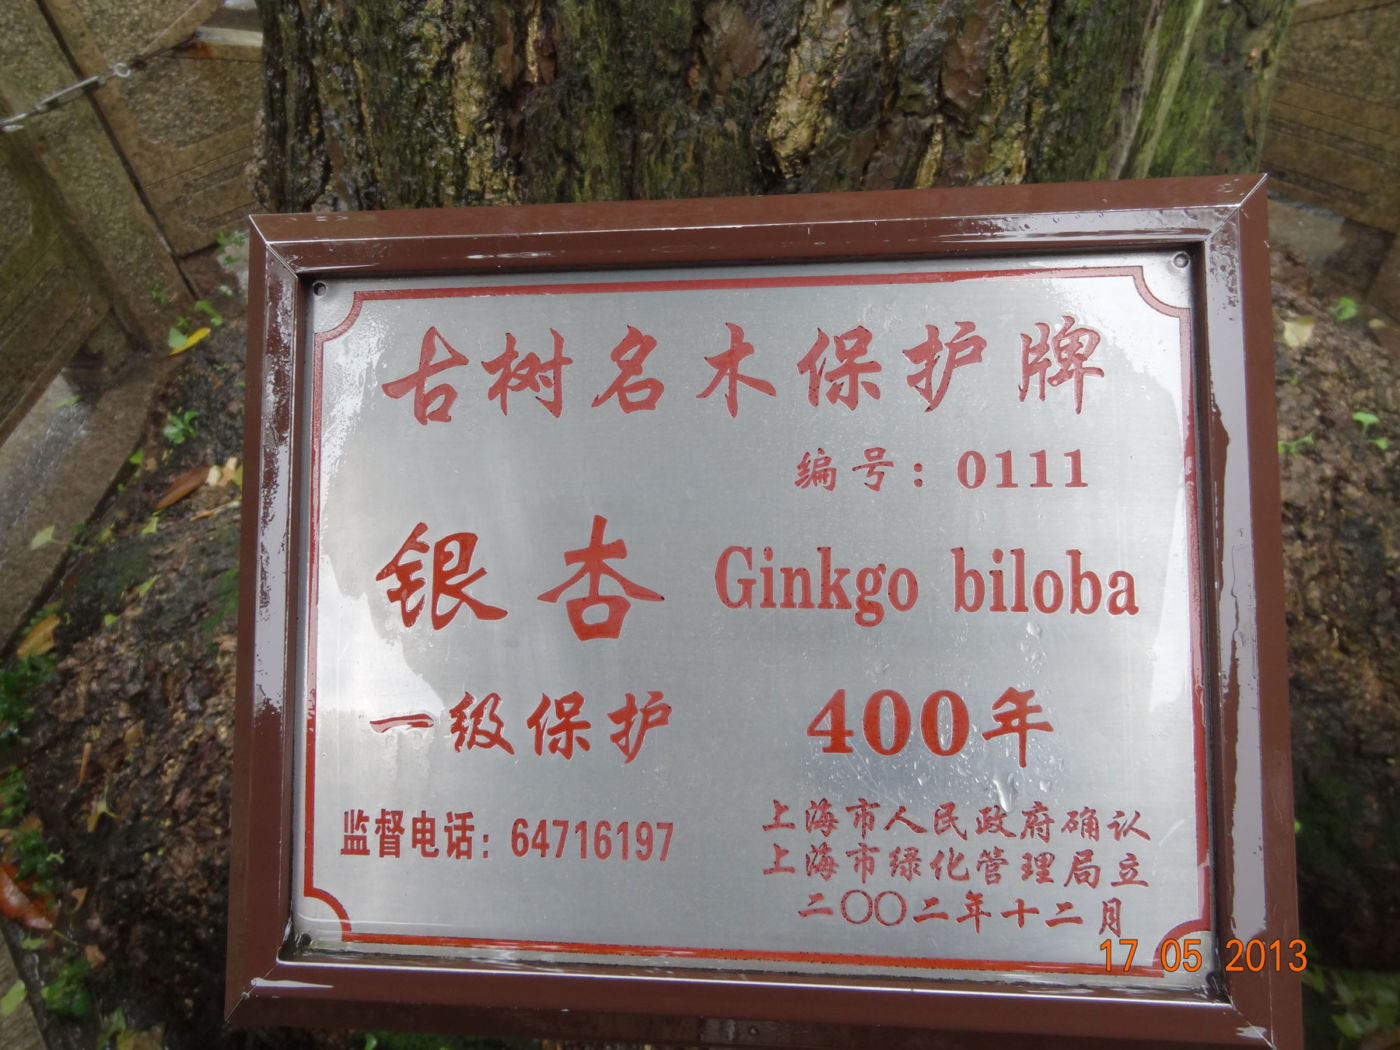 古树名木保护牌
编号：0111
银杏 Ginkgo biloba
一级保护 400年
监督电话：64716197
上海市人民政府确认
上海市绿化管理局立
二〇〇二年十二月
17 05 2013